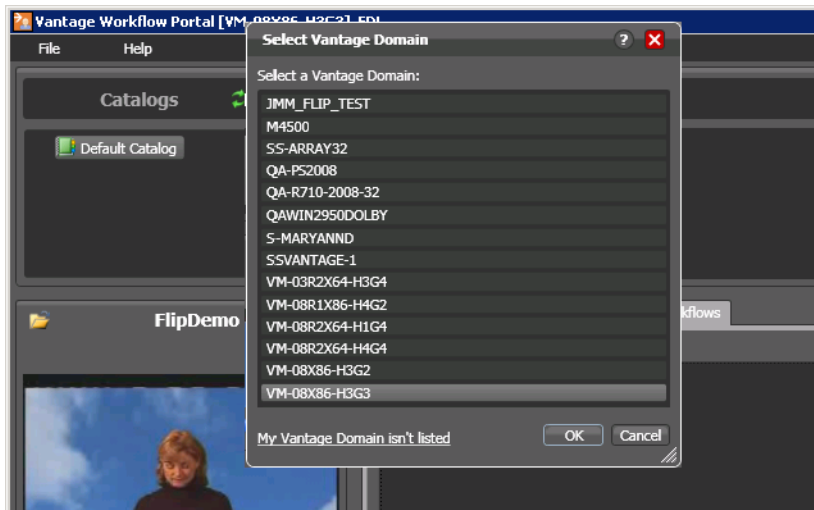 Vantage Workflow Portal [VM-08X86-H3G3] EDL
File Help
Select Vantage Domain
Select a Vantage Domain:
Catalogs
Default Catalog
JMM_FLIP_TEST
M4500
SS-ARRAY32
QA-PS2008
QA-R710-2008-32
QAWIN2950DOLBY
S-MARYANND
SSVANTAGE-1
VM-03R2X64-H3G4
VM-08R1X86-H4G2
VM-08R2X64-H1G4
VM-08R2X64-H4G4
VM-08X86-H3G2
VM-08X86-H3G3
FlipDemo
kflows
My Vantage Domain isn't listed
OK Cancel